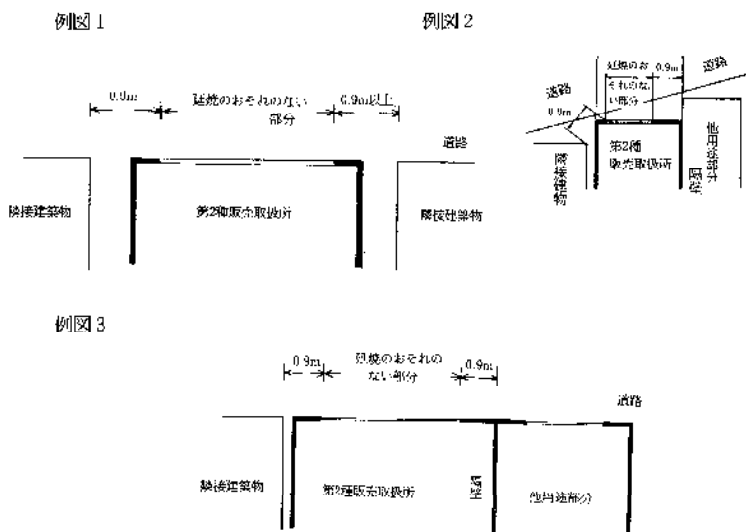 例図1
0.9m
延焼のおそれのない
部分
0.9m以上
道路
隣接建築物
第2種販売取扱所
隣接建築物
例図2
延焼のお
それのな
い部分
0.9m
道路
道路
0.9m
隣接建物
第2種
販売取扱所
隔壁
他用途部分
例図3
0.9m
延焼のおそれの
ない部分
0.9m
道路
隣接建築物
第2種販売取扱所
隔壁
他用途部分